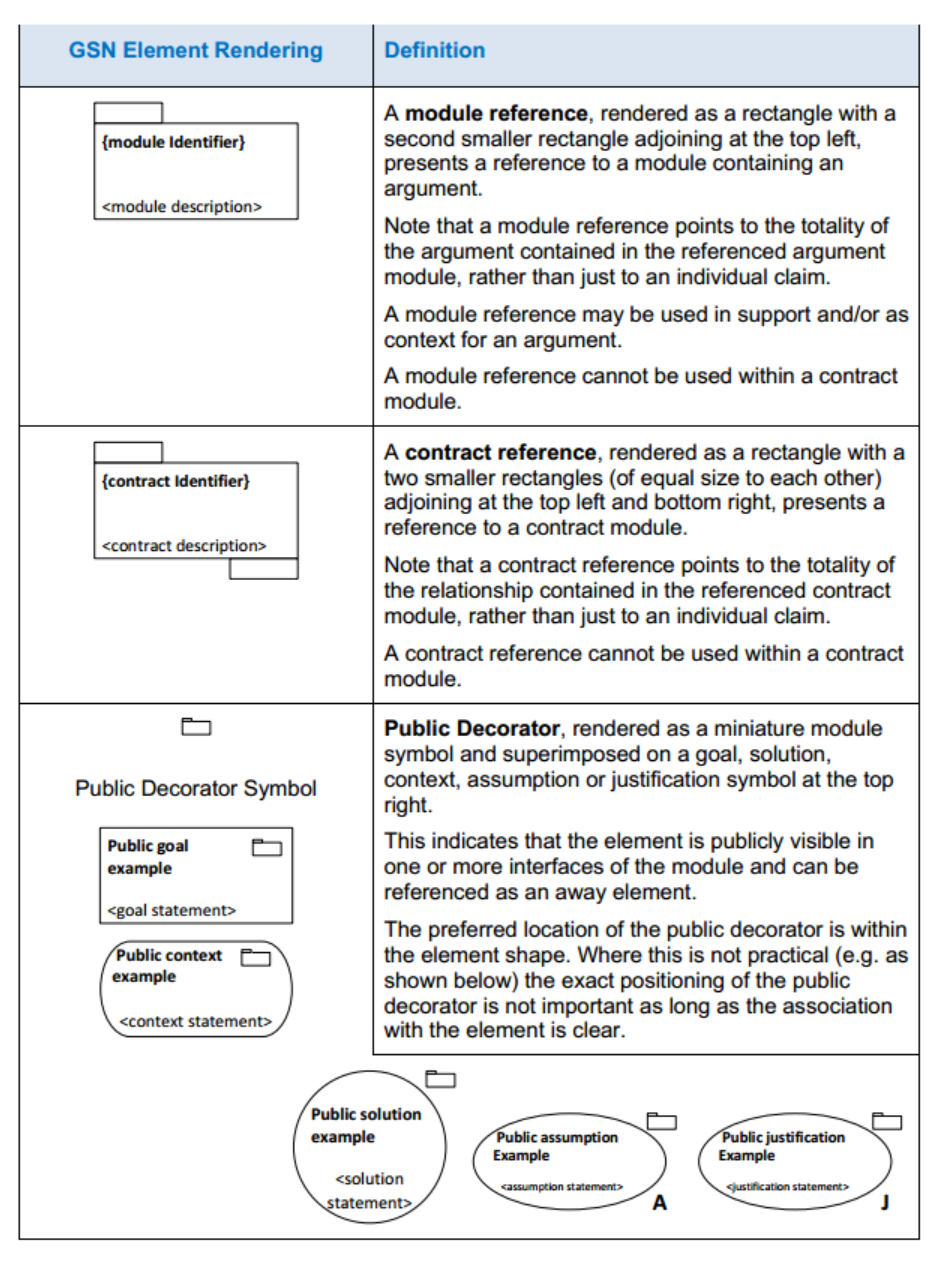 GSN Element Rendering
Definition
{module Identifier}
<module description>
A module reference, rendered as a rectangle with a
second smaller rectangle adjoining at the top left,
presents a reference to a module containing an
argument.
Note that a module reference points to the totality of
the argument contained in the referenced argument
module, rather than just to an individual claim.
A module reference may be used in support and/or as
context for an argument.
A module reference cannot be used within a contract
module.
{contract Identifier}
<contract description>
A contract reference, rendered as a rectangle with a
two smaller rectangles (of equal size to each other)
adjoining at the top left and bottom right, presents a
reference to a contract module.
Note that a contract reference points to the totality of
the relationship contained in the referenced contract
module, rather than just to an individual claim.
A contract reference cannot be used within a contract
module.
Public Decorator Symbol
Public goal
example
<goal statement>
Public context
example
<context statement>
Public Decorator, rendered as a miniature module
symbol and superimposed on a goal, solution,
context, assumption or justification symbol at the top
right.
This indicates that the element is publicly visible in
one or more interfaces of the module and can be
referenced as an away element.
The preferred location of the public decorator is within
the element shape. Where this is not practical (e.g. as
shown below) the exact positioning of the public
decorator is not important as long as the association
with the element is clear.
Public solution
example
<solution
statement>
Public assumption
Example
<assumption statement>
A
Public justification
Example
<justification statement>
J